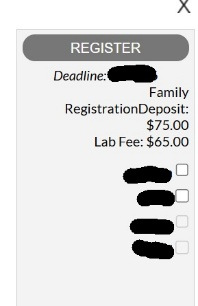 X
REGISTER
Deadline:
Family
RegistrationDeposit:
$75.00
Lab Fee: $65.00